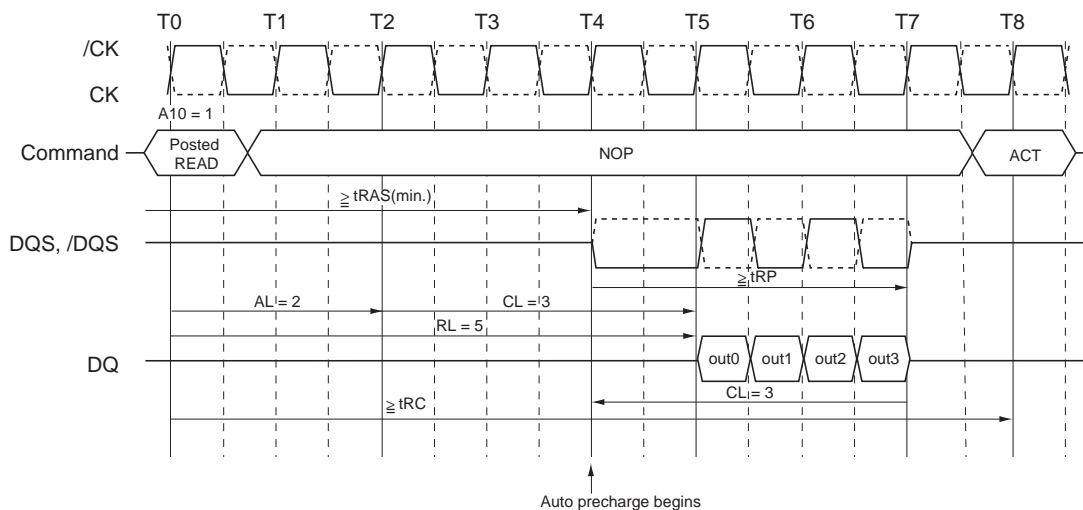 T0 T1 T2 T3 T4 T5 T6 T7 T8
/CK
CK
A10 = 1
Command
Posted
READ
NOP
ACT
≧ tRAS(min.)
DQS, /DQS
≧ tRP
AL = 2
CL = 3
RL = 5
DQ
out0 out1 out2 out3
CL = 3
≧ tRC
Auto precharge begins